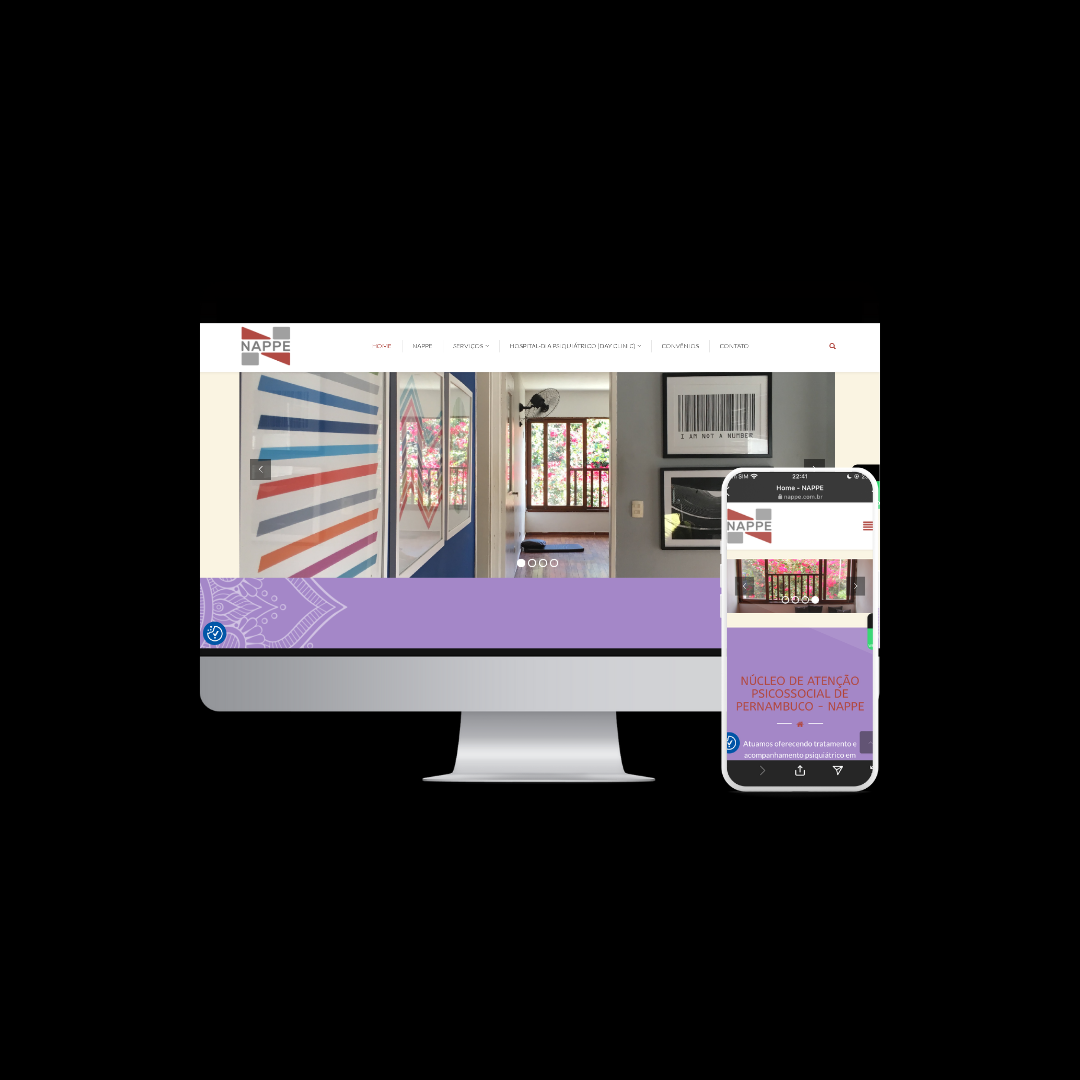 NAPPE
HOME
NAPPE
SERVIÇOS
HOSPITAL-DIA PSIQUIÁTRICO (DAY CLINIC)
CONVÊNIOS
CONTATO
I AM NOT A NUMBER
SIM
22:41
Home – NAPPE
nappe.com.br
NAPPE
NÚCLEO DE ATENÇÃO
PSICOSSOCIAL DE
PERNAMBUCO – NAPPE
Atuamos oferecendo tratamento e
acompanhamento psiquiátrico em